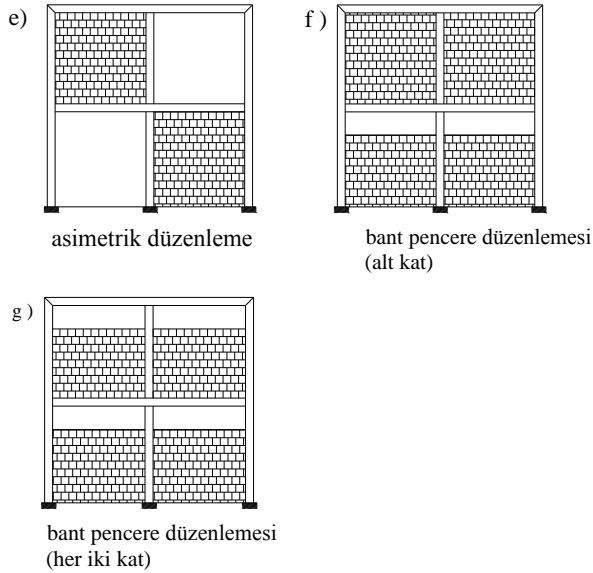 e)
asimetrik düzenleme
f )
bant pencere düzenlemesi
(alt kat)
g )
bant pencere düzenlemesi
(her iki kat)